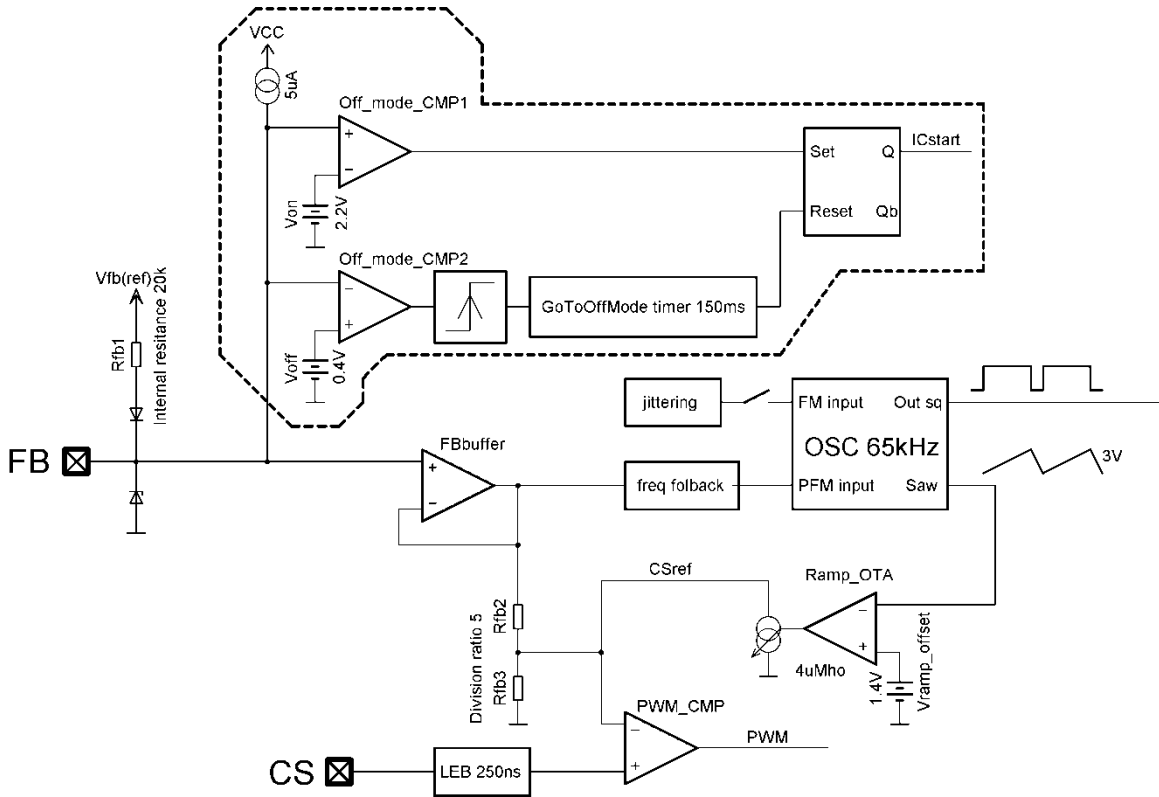 VCC
5uA
Off_mode_CMP1
+
−
Von
2.2V
Set
Q
ICstart
Reset
Qb
Off_mode_CMP2
−
+
Voff
0.4V
GoToOffMode timer 150ms
Vfb(ref)
Rfb1
Internal resitance 20k
jittering
FM input
Out sq
OSC 65kHz
PFM input
Saw
3V
FB
FBbuffer
+
−
freq folback
CSref
Ramp_OTA
−
+
4uMho
1.4V
Vramp_offset
Rfb2
Division ratio 5
Rfb3
PWM_CMP
−
+
PWM
CS
LEB 250ns